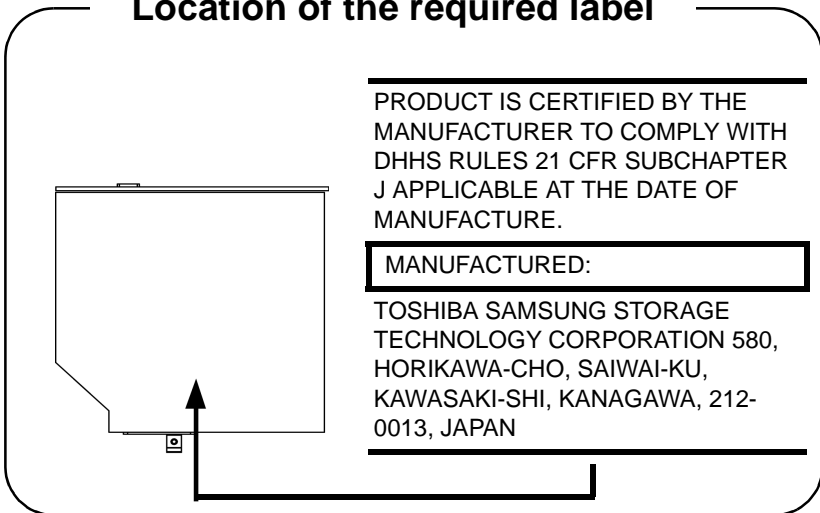 Location of the required label
PRODUCT IS CERTIFIED BY THE
MANUFACTURER TO COMPLY WITH
DHHS RULES 21 CFR SUBCHAPTER
J APPLICABLE AT THE DATE OF
MANUFACTURE.
MANUFACTURED:
TOSHIBA SAMSUNG STORAGE
TECHNOLOGY CORPORATION 580,
HORIKAWA-CHO, SAIWAI-KU,
KAWASAKI-SHI, KANAGAWA, 212-
0013, JAPAN